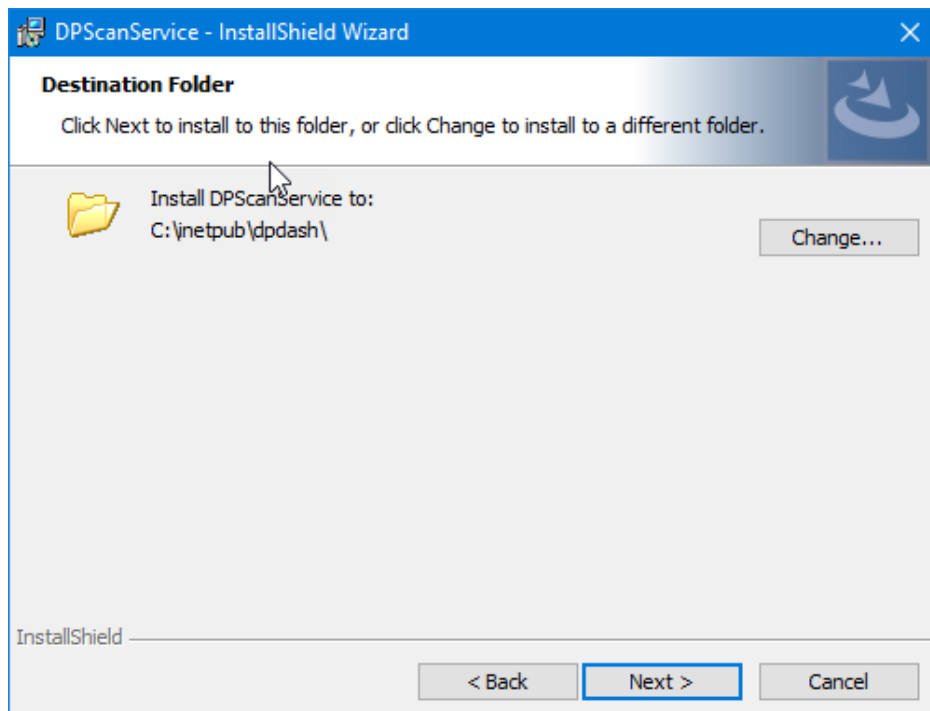 DPScanService - InstallShield Wizard
Destination Folder
Click Next to install to this folder, or click Change to install to a different folder.
Install DPScanService to:
C:\inetpub\dpdash\
Change...
InstallShield
< Back
Next >
Cancel